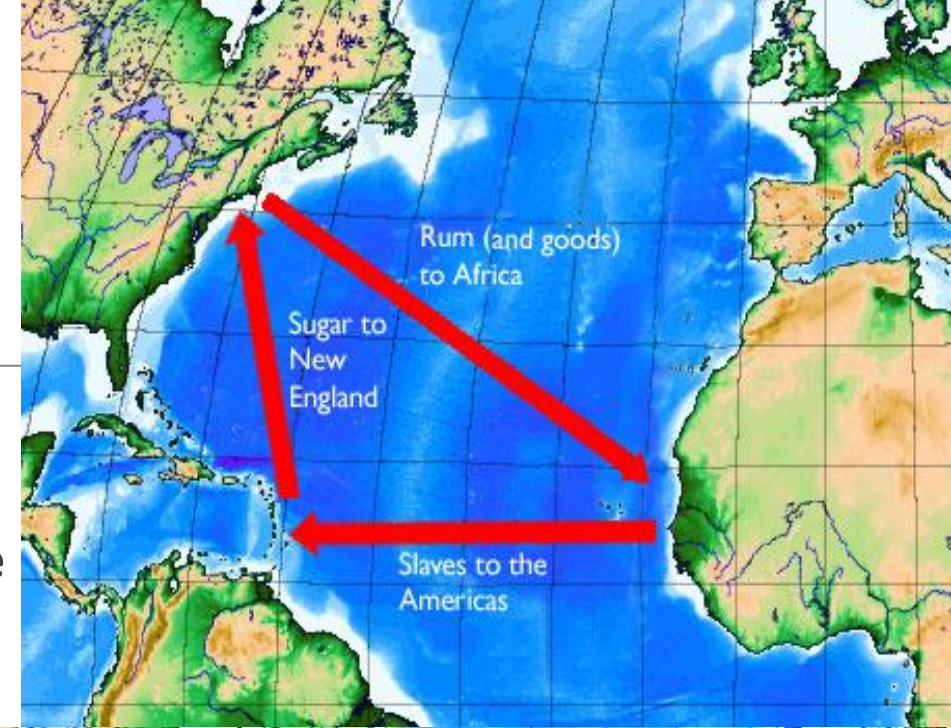 Rum (and goods)
to Africa
Sugar to
New
England
Slaves to the
Americas
e